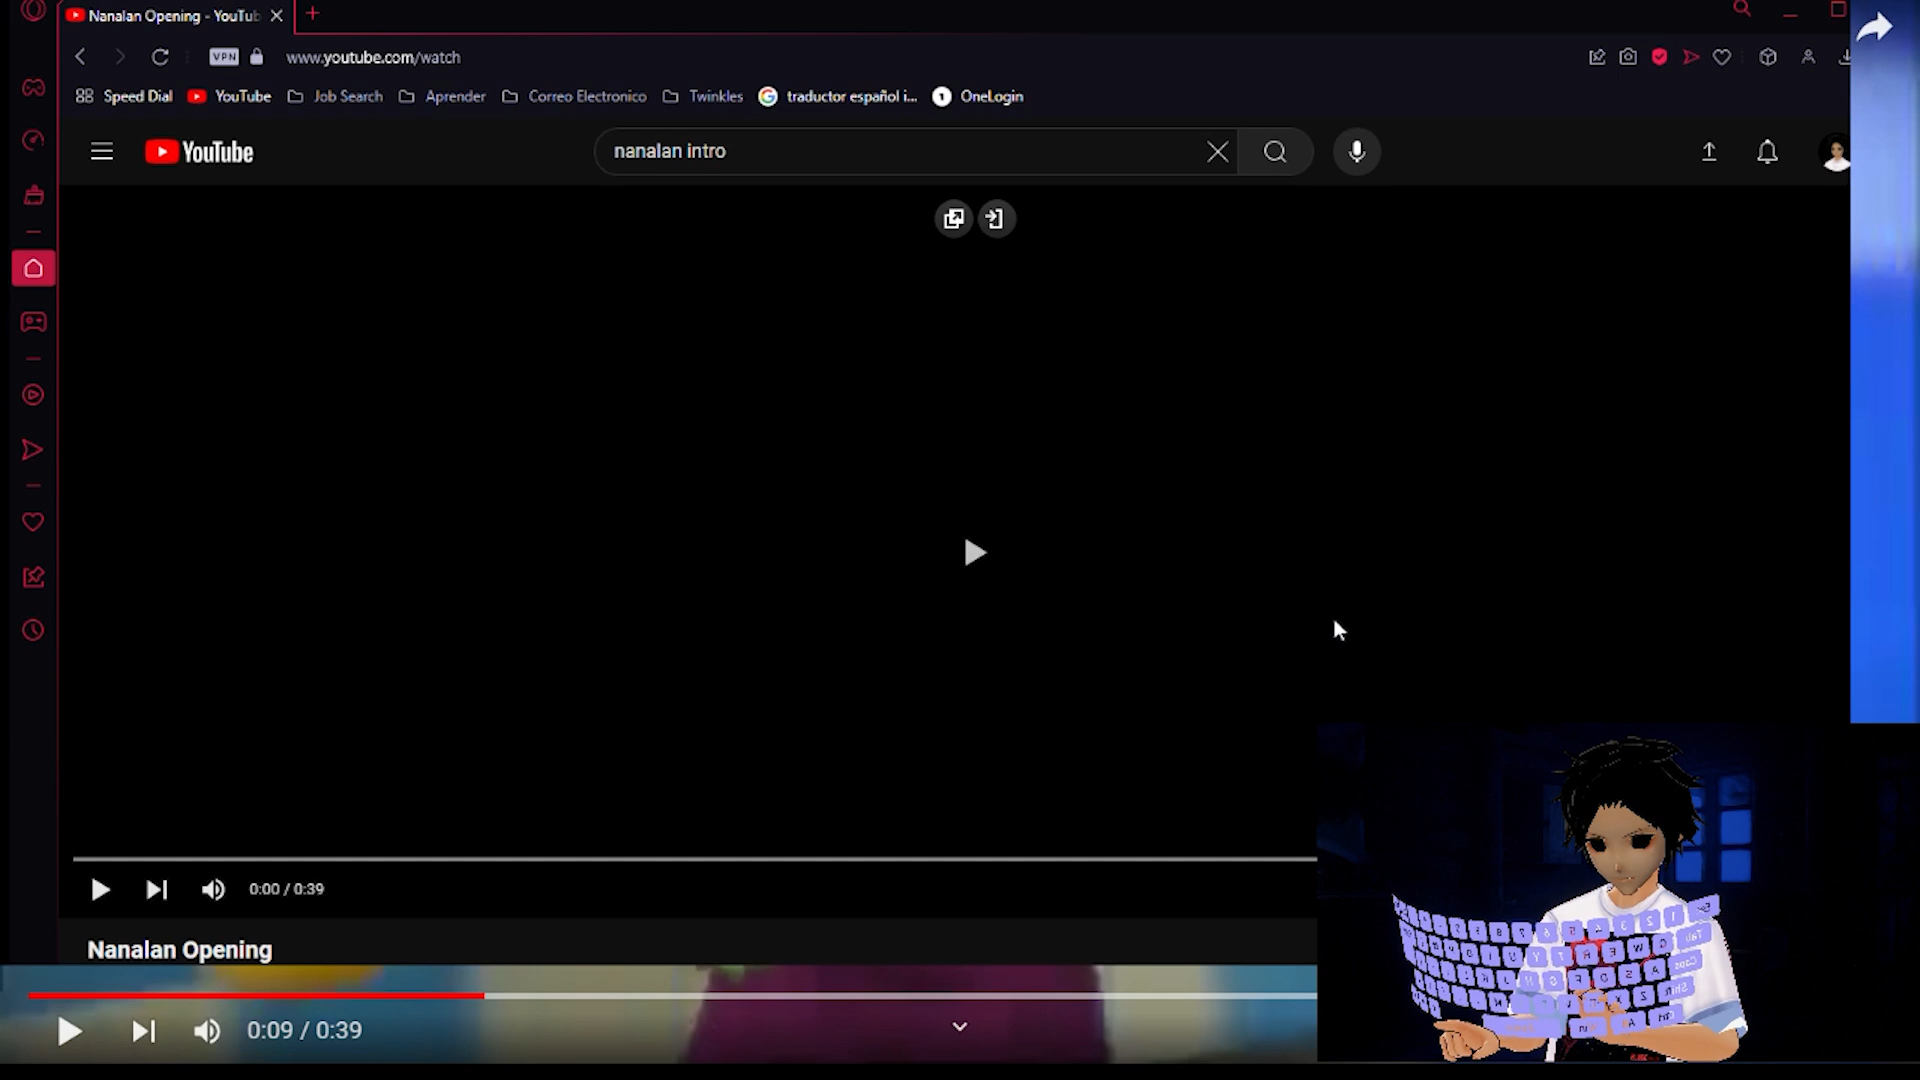 Nanalan Opening - YouTub
VPN
www.youtube.com/watch
Speed Dial
YouTube
Job Search
Aprender
Correo Electronico
Twinkles
traductor español i...
OneLogin
YouTube
nanalan intro
0:00 / 0:39
Nanalan Opening
0:09 / 0:39